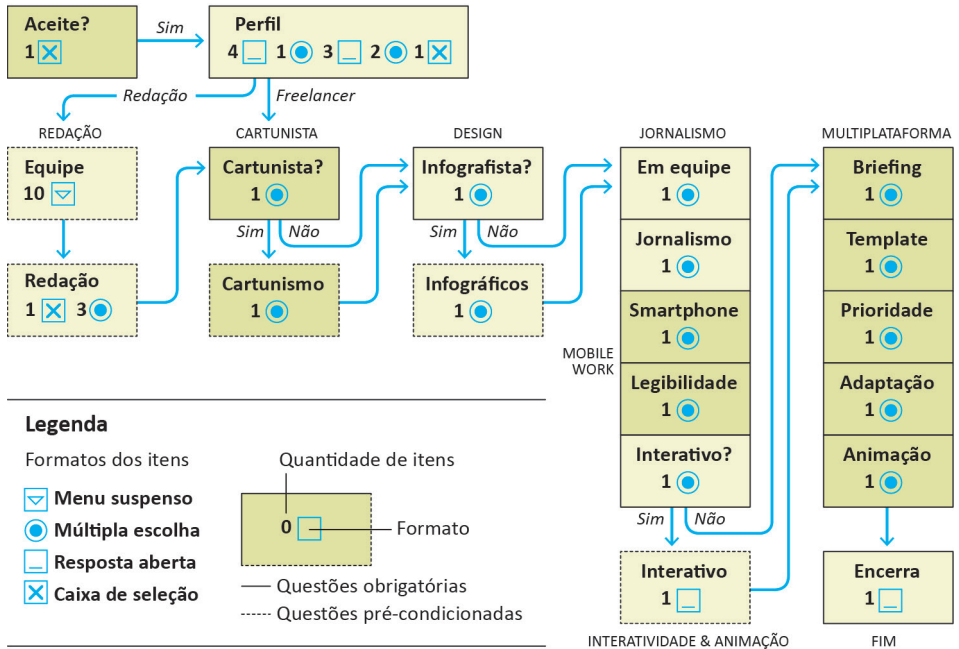 Aceite?
1
Sim
Perfil
4 1 3 2 1
Redação
Freelancer
REDAÇÃO
Equipe
10
Redação
1 3
CARTUNISTA
Cartunista?
1
Sim
Não
Cartunismo
1
DESIGN
Infografista?
1
Sim
Não
Infográficos
1
JORNALISMO
Em equipe
1
Jornalismo
1
MOBILE
WORK
Smartphone
1
Legibilidade
1
Interativo?
1
Sim
Não
Interativo
1
INTERATIVIDADE & ANIMAÇÃO
MULTIPLATAFORMA
Briefing
1
Template
1
Prioridade
1
Adaptação
1
Animação
1
Encerra
1
FIM
Legenda
Formatos dos itens
Menu suspenso
Múltipla escolha
Resposta aberta
Caixa de seleção
Quantidade de itens
0
Formato
Questões obrigatórias
Questões pré-condicionadas